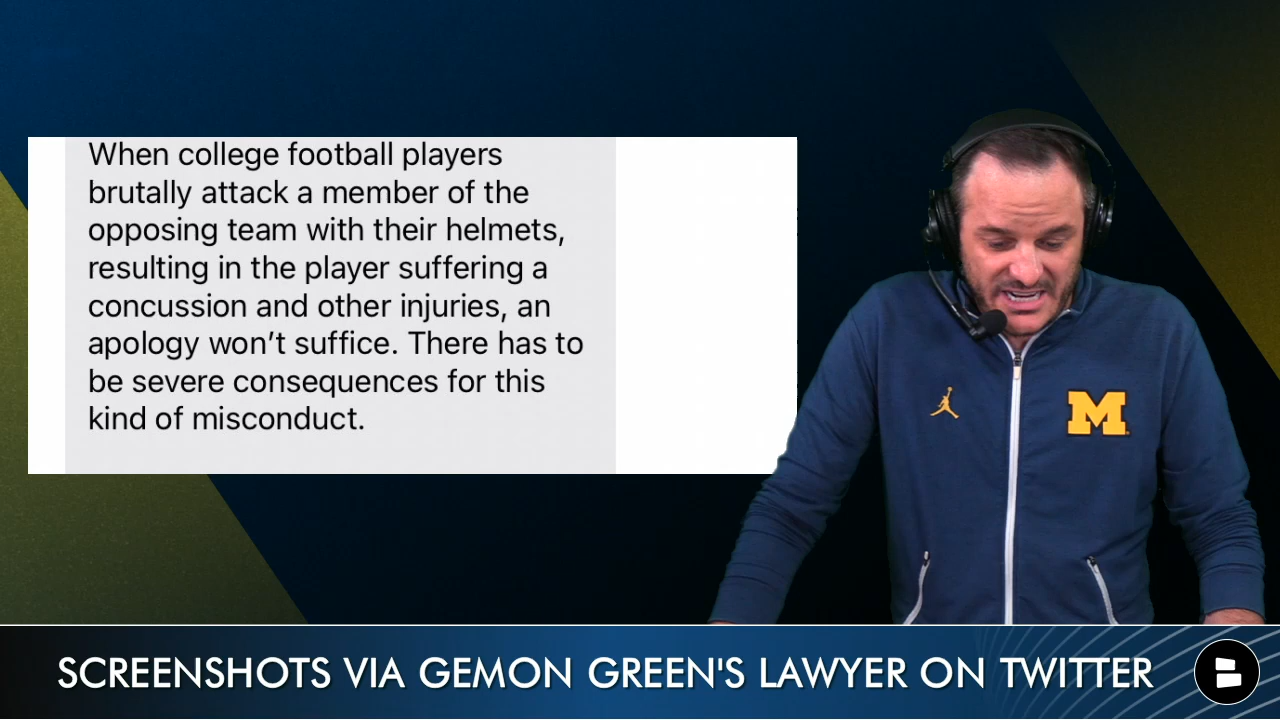 When college football players
brutally attack a member of the
opposing team with their helmets,
resulting in the player suffering a
concussion and other injuries, an
apology won’t suffice. There has to
be severe consequences for this
kind of misconduct.
M
SCREENSHOTS VIA GEMON GREEN'S LAWYER ON TWITTER